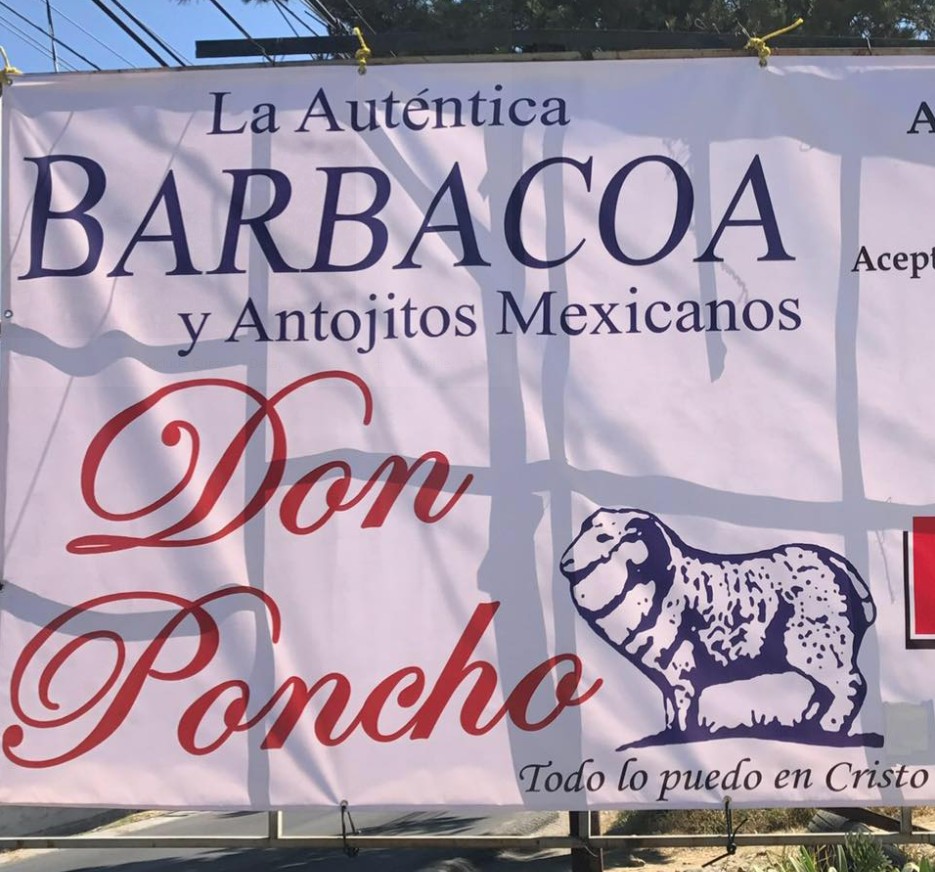 La Auténtica
BARBACOA
y Antojitos Mexicanos
Don
Poncho
Todo lo puedo en Cristo